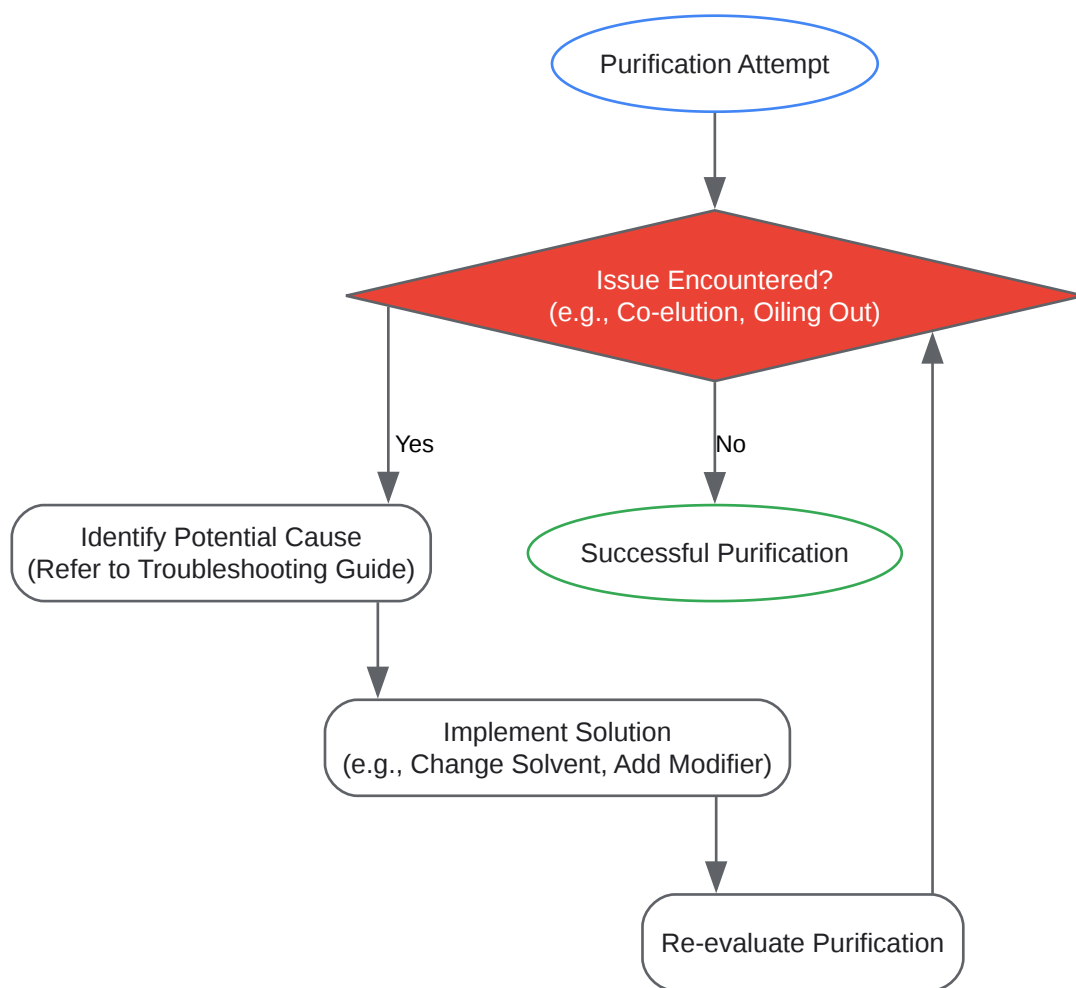 Purification Attempt
Issue Encountered?
(e.g., Co-elution, Oiling Out)
Yes
No
Identify Potential Cause
(Refer to Troubleshooting Guide)
Successful Purification
Implement Solution
(e.g., Change Solvent, Add Modifier)
Re-evaluate Purification